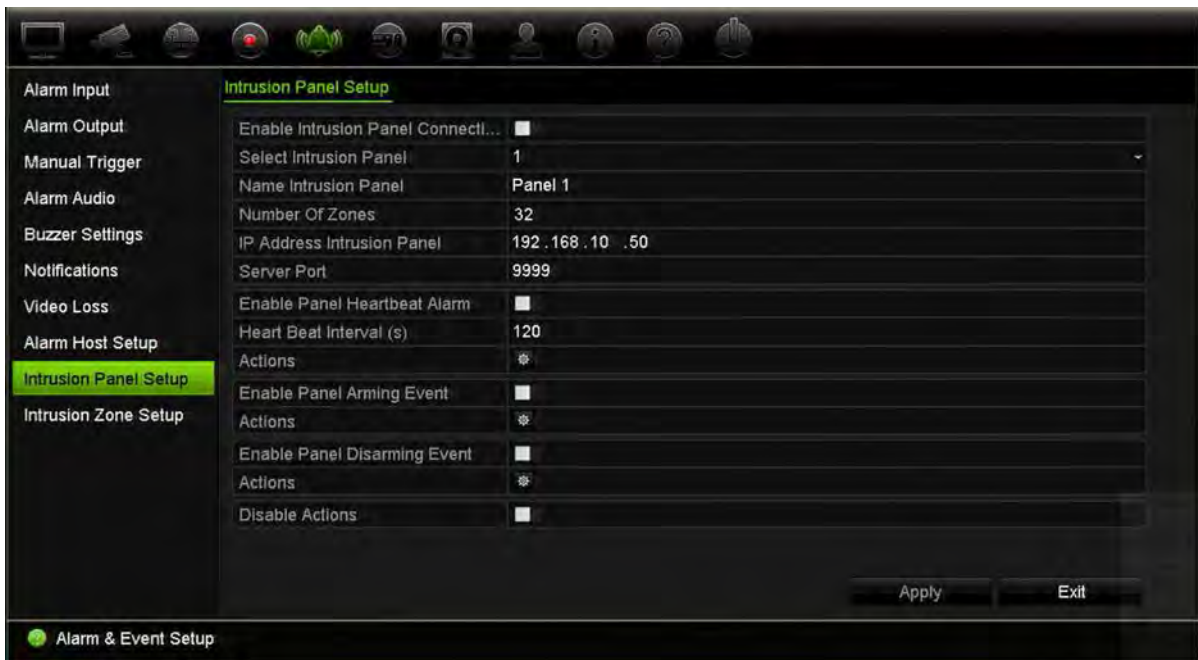 Alarm Input
Alarm Output
Manual Trigger
Alarm Audio
Buzzer Settings
Notifications
Video Loss
Alarm Host Setup
Intrusion Panel Setup
Intrusion Zone Setup
Intrusion Panel Setup
Enable Intrusion Panel Connecti...
Select Intrusion Panel 1
Name Intrusion Panel Panel 1
Number Of Zones 32
IP Address Intrusion Panel 192.168.10 .50
Server Port 9999
Enable Panel Heartbeat Alarm
Heart Beat Interval (s) 120
Actions
Enable Panel Arming Event
Actions
Enable Panel Disarming Event
Actions
Disable Actions
Apply Exit
Alarm & Event Setup